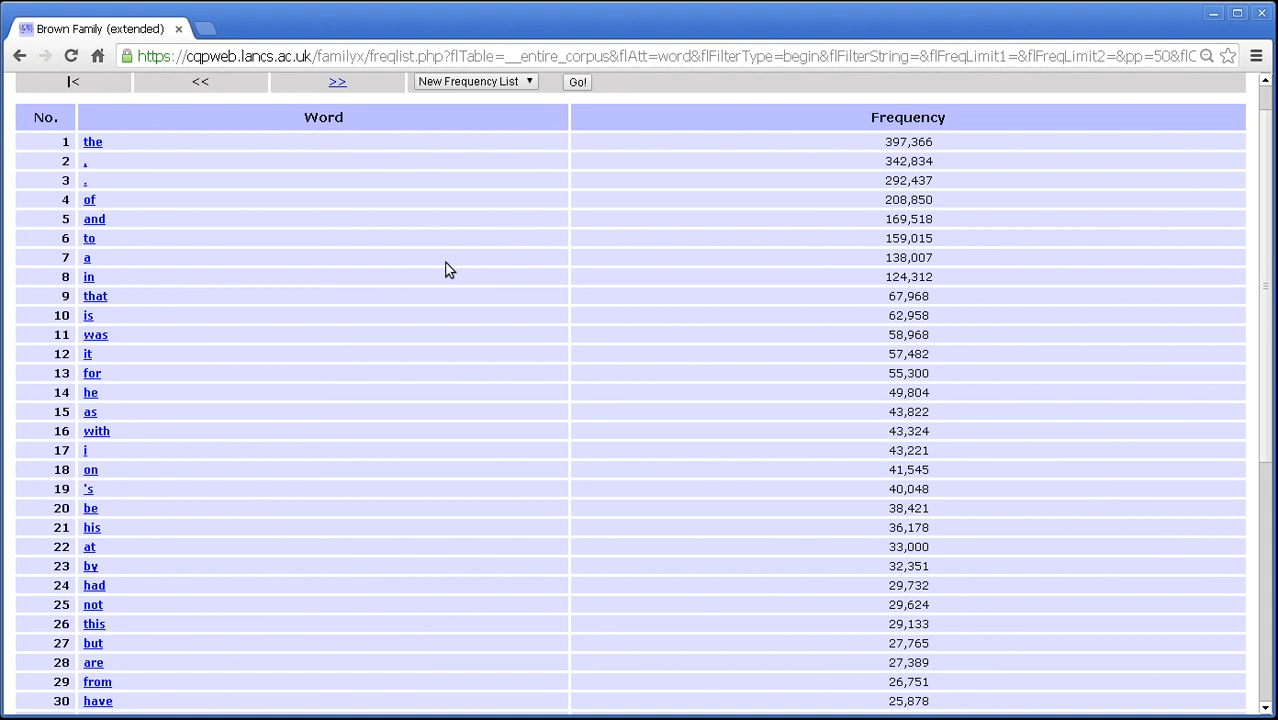 Brown Family (extended)
https://cqpweb.lancs.ac.uk/familyx/freqlist.php?flTable=__entire_corpus&flAtt=word&flFilterType=begin&flFilterString=&flFreqLimit1=&flFreqLimit2=&pp=50&flC
|< << >> New Frequency List Go!
No. Word Frequency
1 the 397,366
2 , 342,834
3 . 292,437
4 of 208,850
5 and 169,518
6 to 159,015
7 a 138,007
8 in 124,312
9 that 67,968
10 is 62,958
11 was 58,968
12 it 57,482
13 for 55,300
14 he 49,804
15 as 43,822
16 with 43,324
17 i 43,221
18 on 41,545
19 's 40,048
20 be 38,421
21 his 36,178
22 at 33,000
23 by 32,351
24 had 29,732
25 not 29,624
26 this 29,133
27 but 27,765
28 are 27,389
29 from 26,751
30 have 25,878